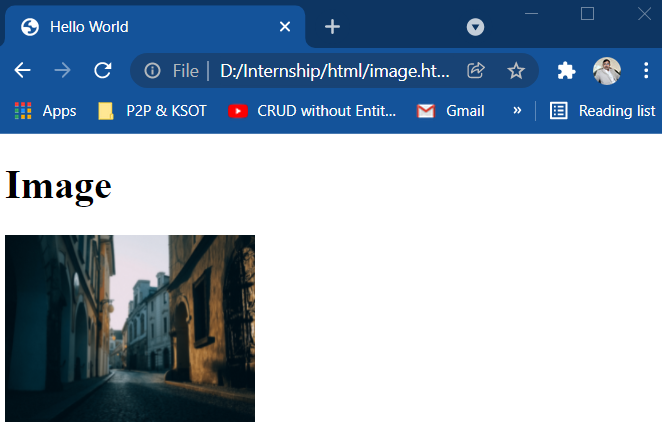 Hello World
File | D:/Internship/html/image.ht...
Apps P2P & KSOT CRUD without Entit... Gmail » Reading list
Image